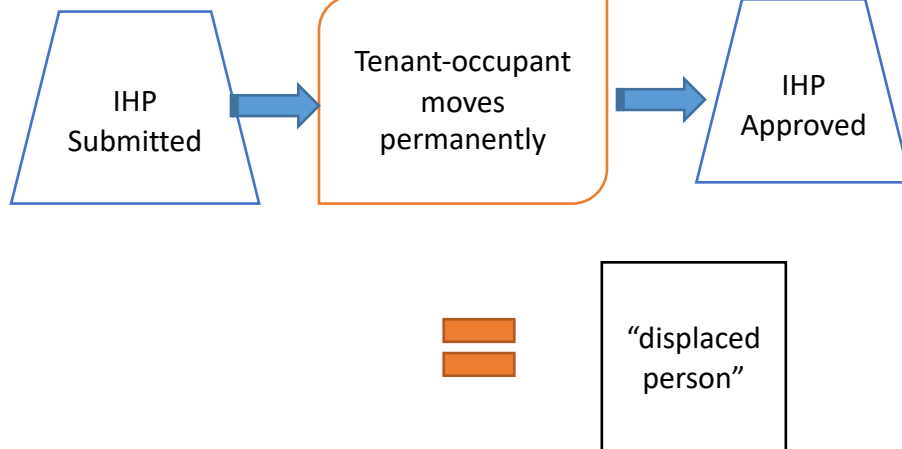 IHP
Submitted
Tenant-occupant
moves
permanently
IHP
Approved
“displaced
person”